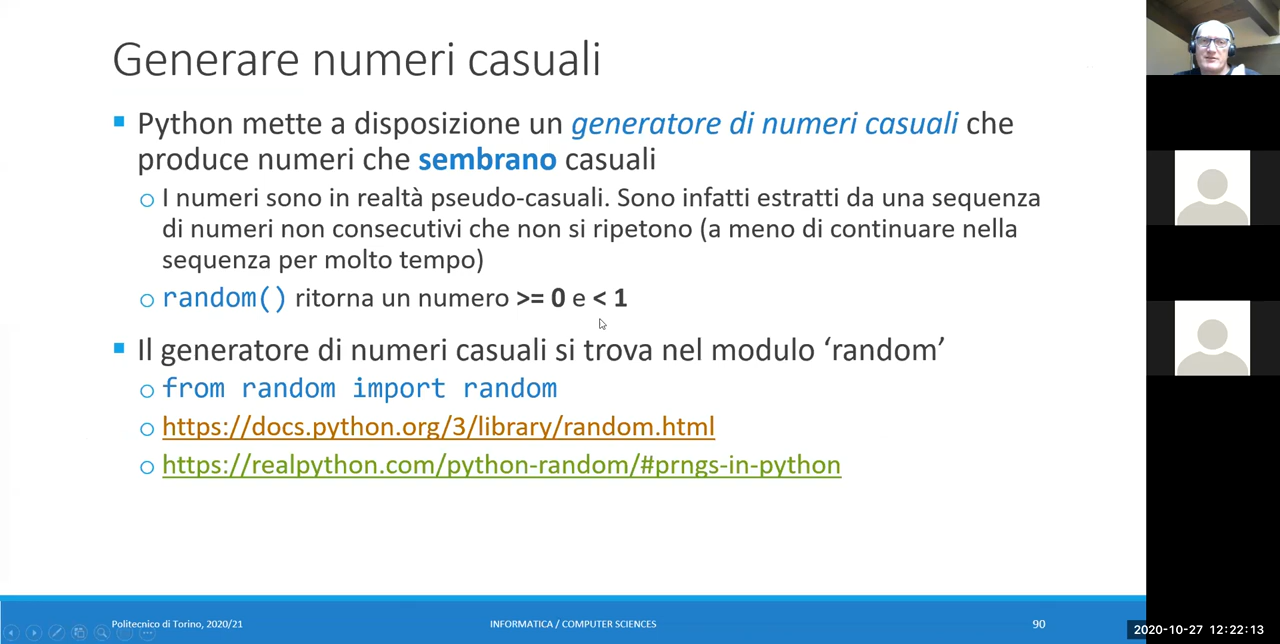 Generare numeri casuali
▪ Python mette a disposizione un generatore di numeri casuali che
produce numeri che sembrano casuali
o I numeri sono in realtà pseudo-casuali. Sono infatti estratti da una sequenza
di numeri non consecutivi che non si ripetono (a meno di continuare nella
sequenza per molto tempo)
o random() ritorna un numero >= 0 e < 1
▪ Il generatore di numeri casuali si trova nel modulo ‘random’
o from random import random
o https://docs.python.org/3/library/random.html
o https://realpython.com/python-random/#prngs-in-python
Politecnico di Torino, 2020/21
INFORMATICA / COMPUTER SCIENCES
90
2020-10-27 12:22:13